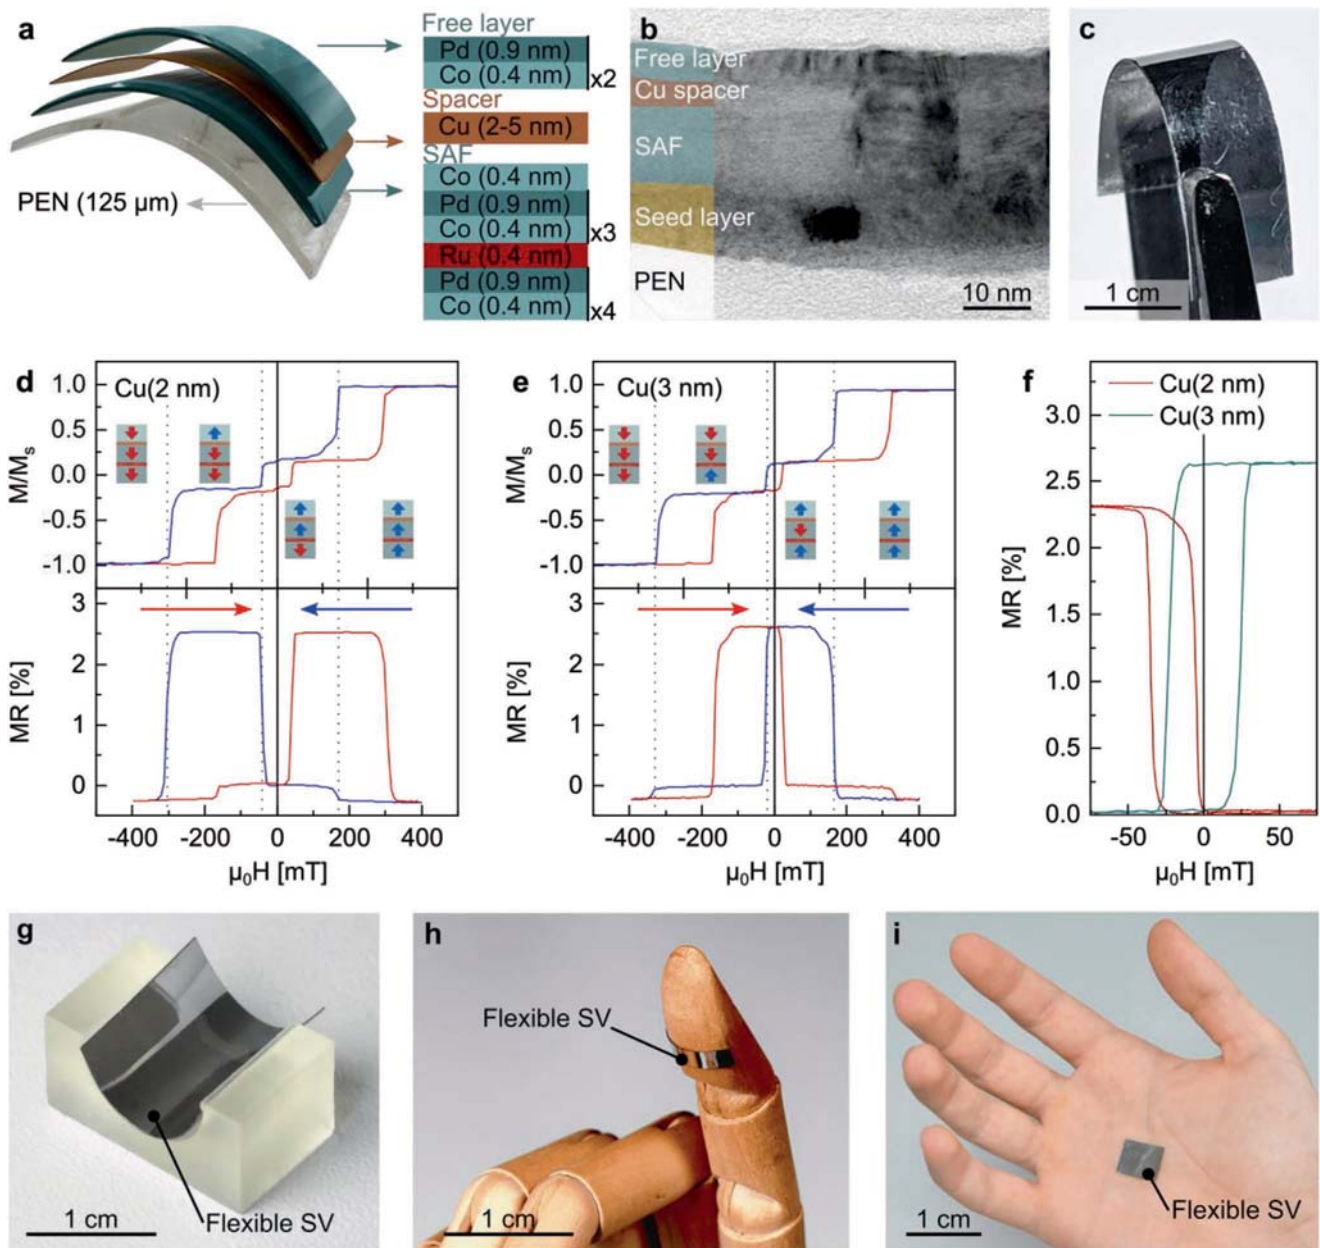 a
Free layer
Pd (0.9 nm)
Co (0.4 nm)
x2
Spacer
Cu (2-5 nm)
SAF
Co (0.4 nm)
Pd (0.9 nm)
Co (0.4 nm)
x3
Ru (0.4 nm)
Pd (0.9 nm)
Co (0.4 nm)
x4
PEN (125 µm)
b
Free layer
Cu spacer
SAF
Seed layer
PEN
10 nm
c
1 cm
d
Cu(2 nm)
M/Ms
1.0
0.5
0.0
-0.5
-1.0
MR [%]
3
2
1
0
-400 -200 0 200 400
µ0H [mT]
e
Cu(3 nm)
M/Ms
1.0
0.5
0.0
-0.5
-1.0
MR [%]
3
2
1
0
-400 -200 0 200 400
µ0H [mT]
f
Cu(2 nm)
Cu(3 nm)
MR [%]
3.0
2.5
2.0
1.5
1.0
0.5
0.0
-50 0 50
µ0H [mT]
g
Flexible SV
1 cm
h
Flexible SV
1 cm
i
Flexible SV
1 cm